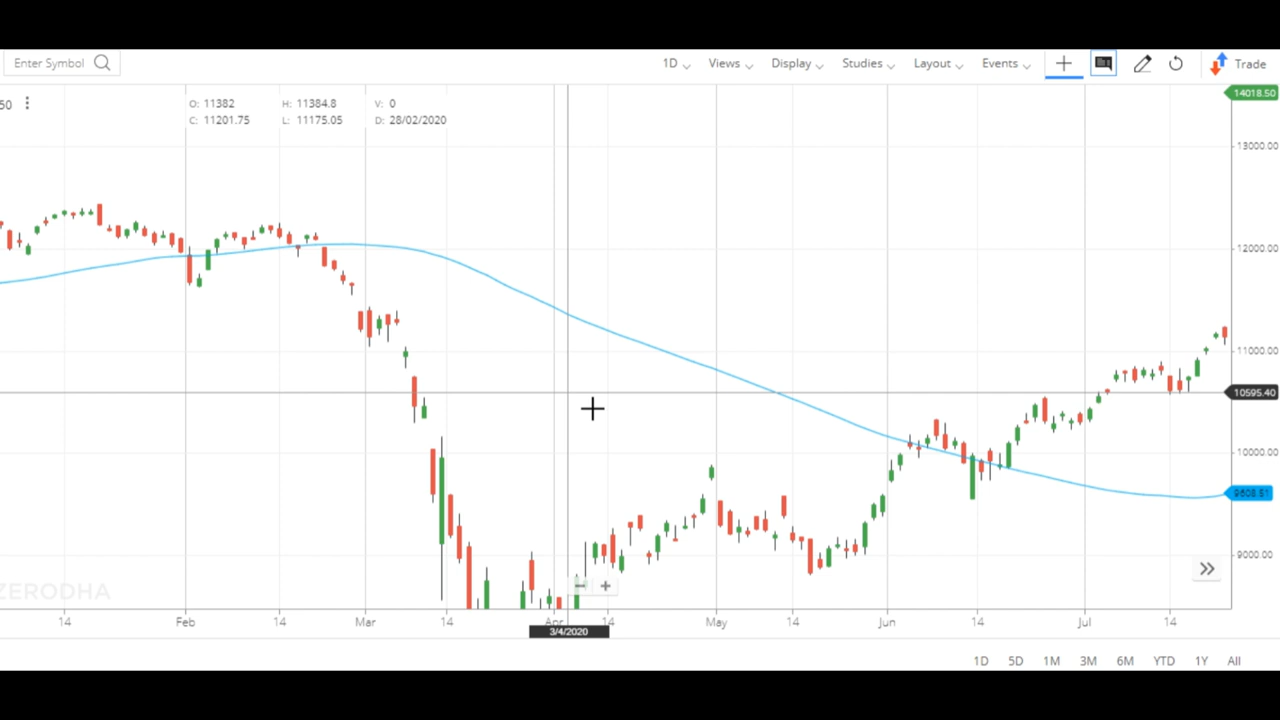 Enter Symbol 1D Views Display Studies Layout Events Trade
50 O: 11382 H: 11384.8 V: 0
C: 11201.75 L: 11175.05 D: 28/02/2020
14018.50
13000.00
12000.00
11000.00
10595.40
10000.00
9608.51
9000.00
ZERODHA
14 Feb 14 Mar 14 Apr 14 May 14 Jun 14 Jul 14
3/4/2020
1D 5D 1M 3M 6M YTD 1Y All